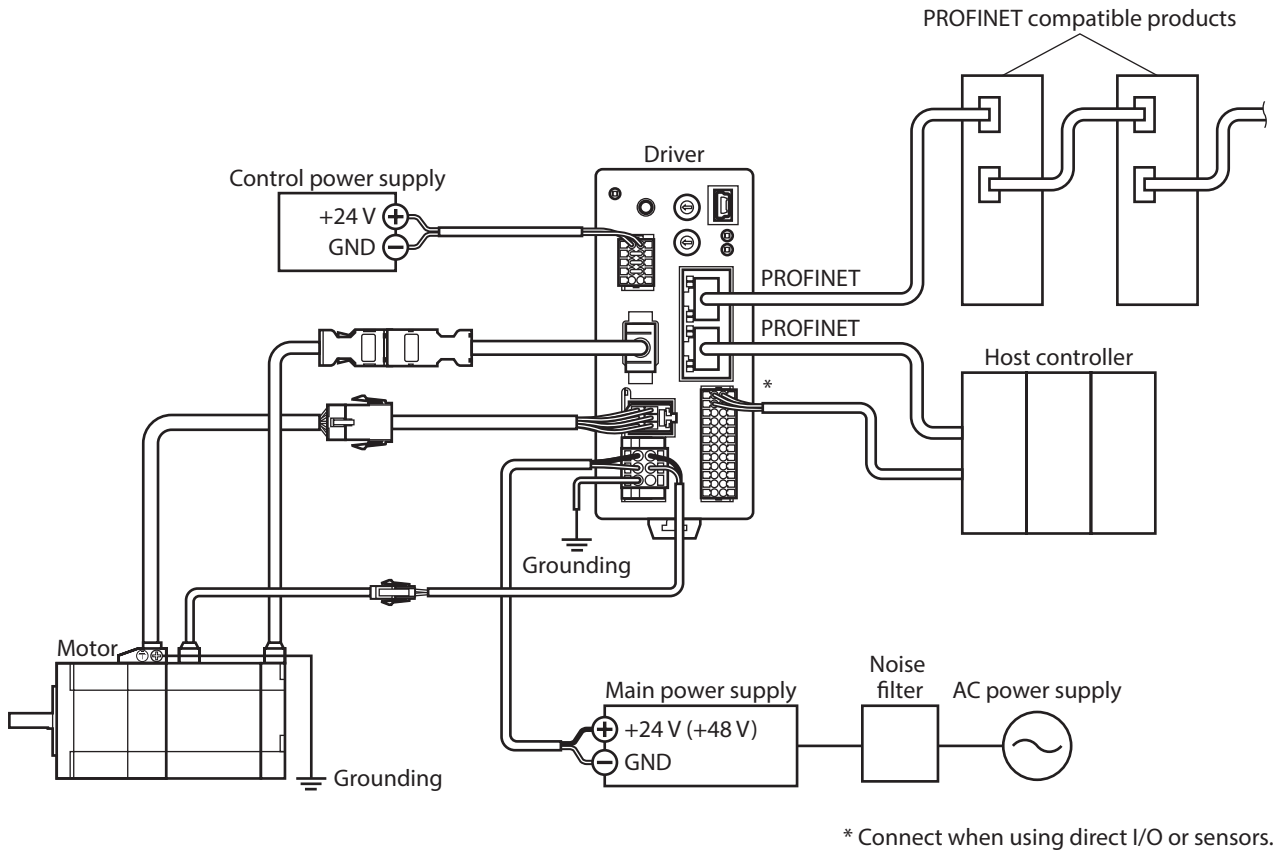 PROFINET compatible products
Driver
Control power supply
+24 V
GND
PROFINET
PROFINET
Host controller
*
Grounding
Motor
Noise
filter
Main power supply
AC power supply
+24 V (+48 V)
GND
Grounding
* Connect when using direct I/O or sensors.